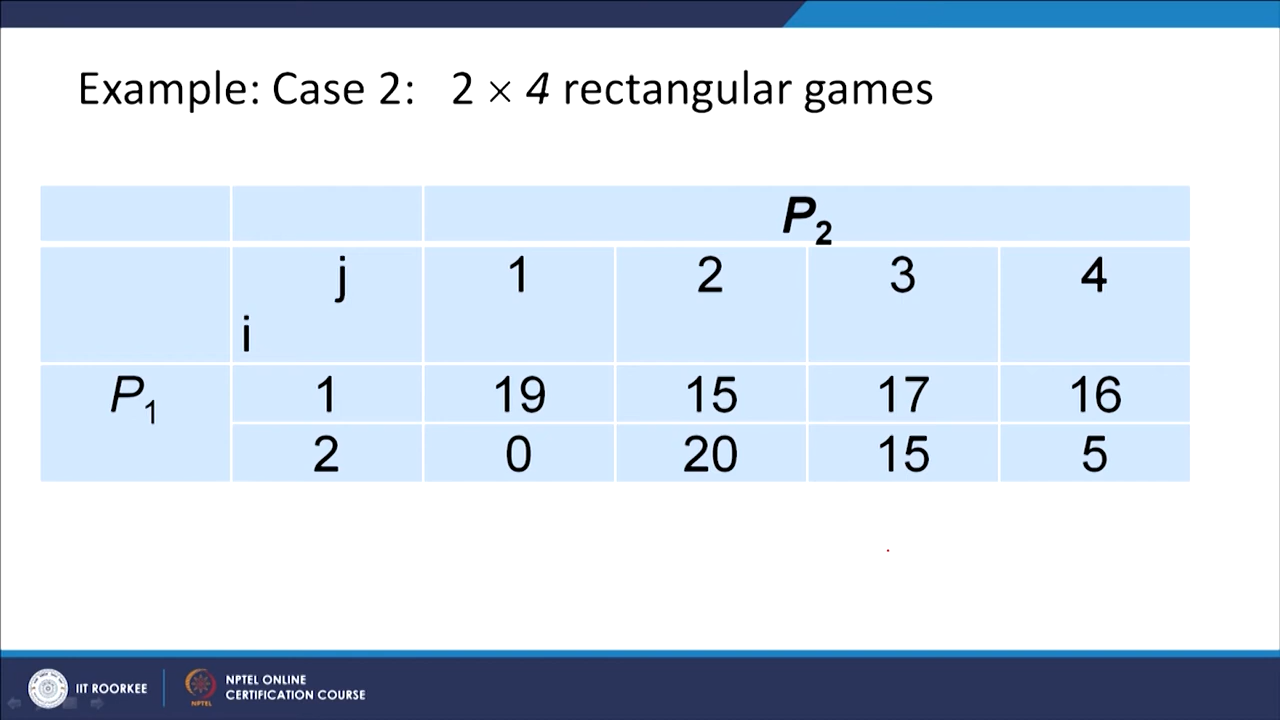 Example: Case 2: 2 × 4 rectangular games
P2
j 1 2 3 4
i
P1 1 19 15 17 16
2 0 20 15 5
IIT ROORKEE
NPTEL ONLINE
CERTIFICATION COURSE
NPTEL